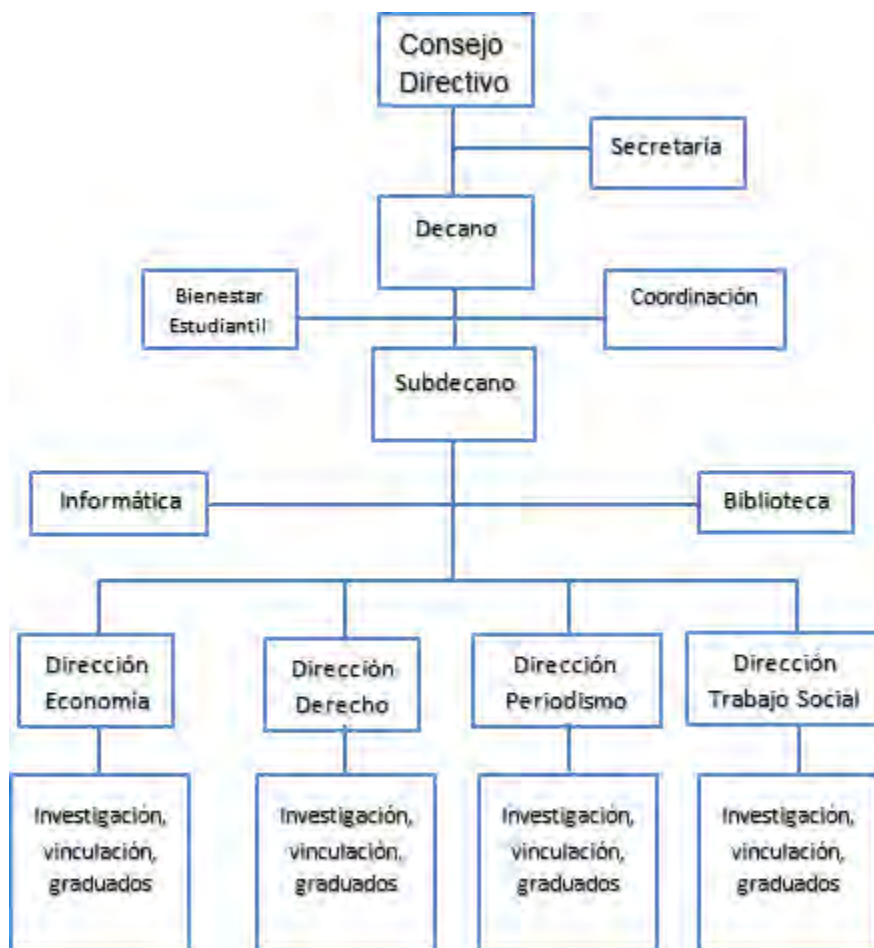 Consejo
Directivo
Secretaria
Decano
Bienestar
Estudiantil
Coordinación
Subdecano
Informática
Biblioteca
Dirección
Economía
Dirección
Derecho
Dirección
Periodismo
Dirección
Trabajo Social
Investigación,
vinculación,
graduados
Investigación,
vinculación,
graduados
Investigación,
vinculación,
graduados
Investigación,
vinculación,
graduados